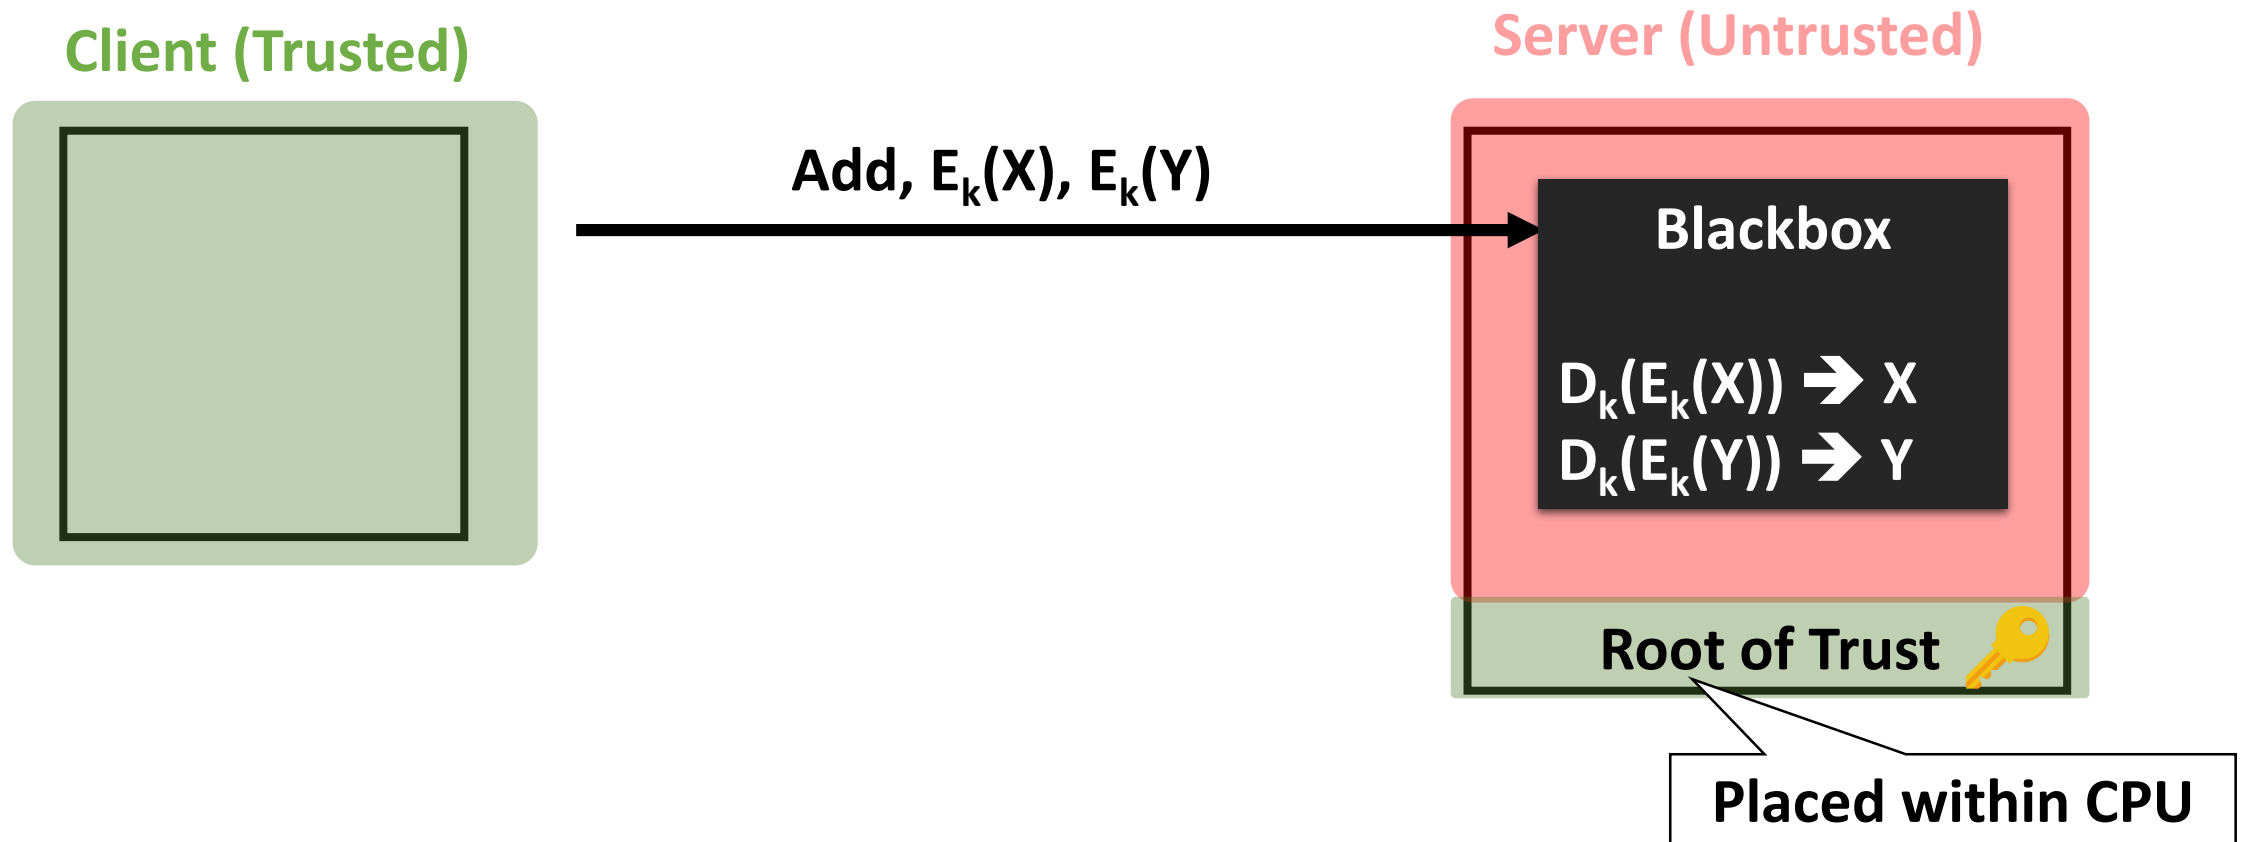 Client (Trusted)
Server (Untrusted)
Add, Eₖ(X), Eₖ(Y)
Blackbox
Dₖ(Eₖ(X)) ➔ X
Dₖ(Eₖ(Y)) ➔ Y
Root of Trust
Placed within CPU